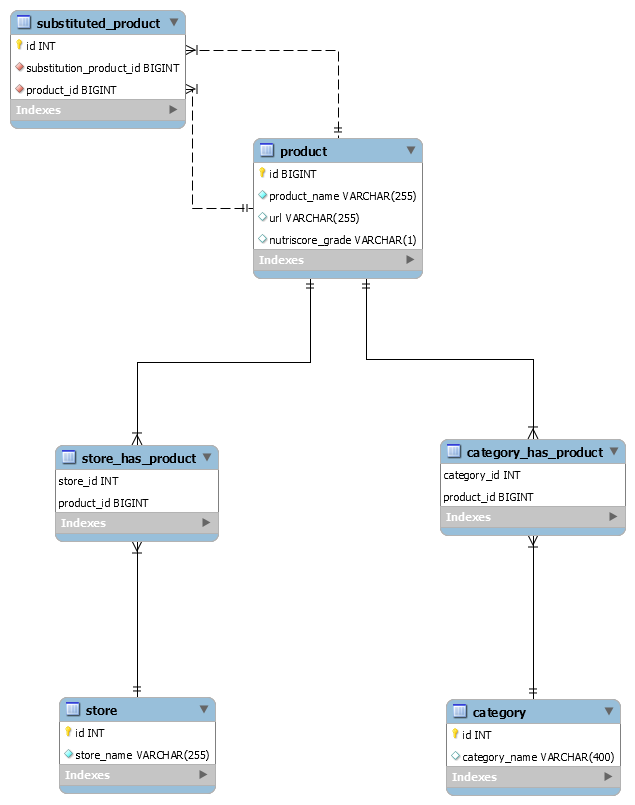 substituted_product
id INT
substitution_product_id BIGINT
product_id BIGINT
Indexes
product
id BIGINT
product_name VARCHAR(255)
url VARCHAR(255)
nutriscore_grade VARCHAR(1)
Indexes
store_has_product
store_id INT
product_id BIGINT
Indexes
category_has_product
category_id INT
product_id BIGINT
Indexes
store
id INT
store_name VARCHAR(255)
Indexes
category
id INT
category_name VARCHAR(400)
Indexes